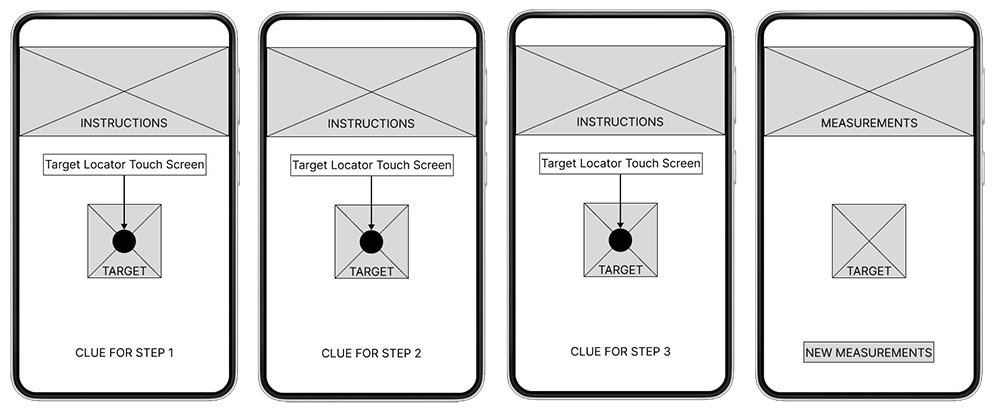 INSTRUCTIONS
Target Locator Touch Screen
TARGET
CLUE FOR STEP 1
INSTRUCTIONS
Target Locator Touch Screen
TARGET
CLUE FOR STEP 2
INSTRUCTIONS
Target Locator Touch Screen
TARGET
CLUE FOR STEP 3
MEASUREMENTS
TARGET
NEW MEASUREMENTS